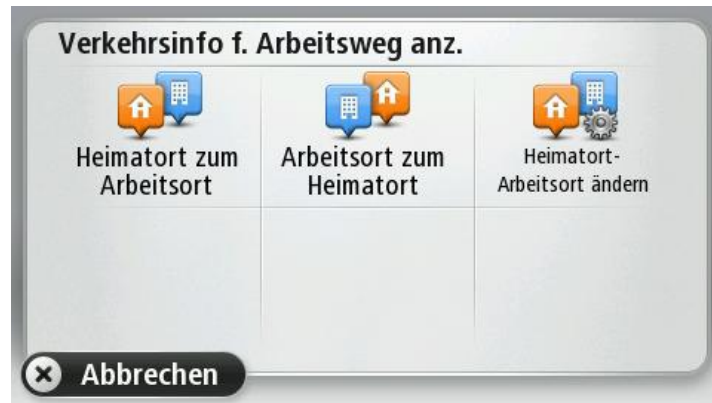 Verkehrsinfo f. Arbeitsweg anz.
Heimatort zum
Arbeitsort
Arbeitsort zum
Heimatort
Heimatort-
Arbeitsort ändern
Abbrechen